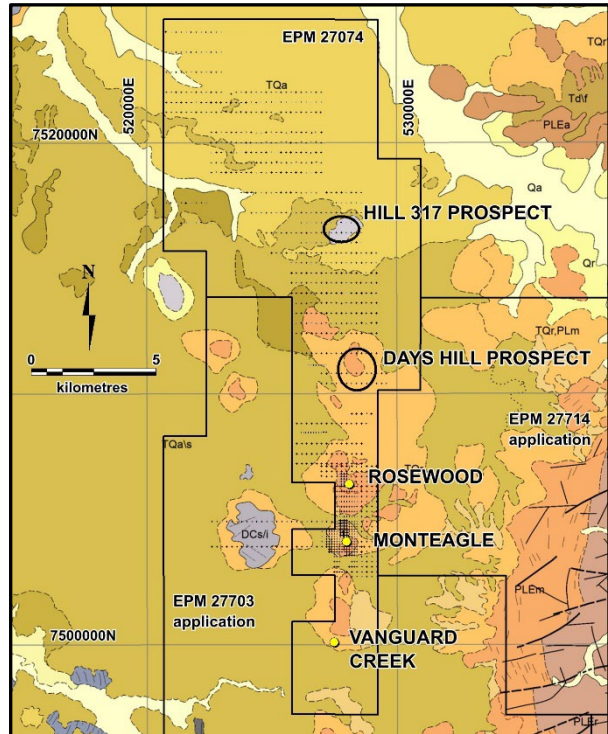 EPM 27074
TQr
520000E
530000E
TQa
Td\f
PLEa
7520000N
Qa
HILL 317 PROSPECT
N
Qr
TQr,PLm
0 5
kilometres
DAYS HILL PROSPECT
EPM 27714
application
TQa\s
ROSEWOOD
DCs/i
MONTEAGLE
PLEm
EPM 27703
application
7500000N
VANGUARD
CREEK
PLEr